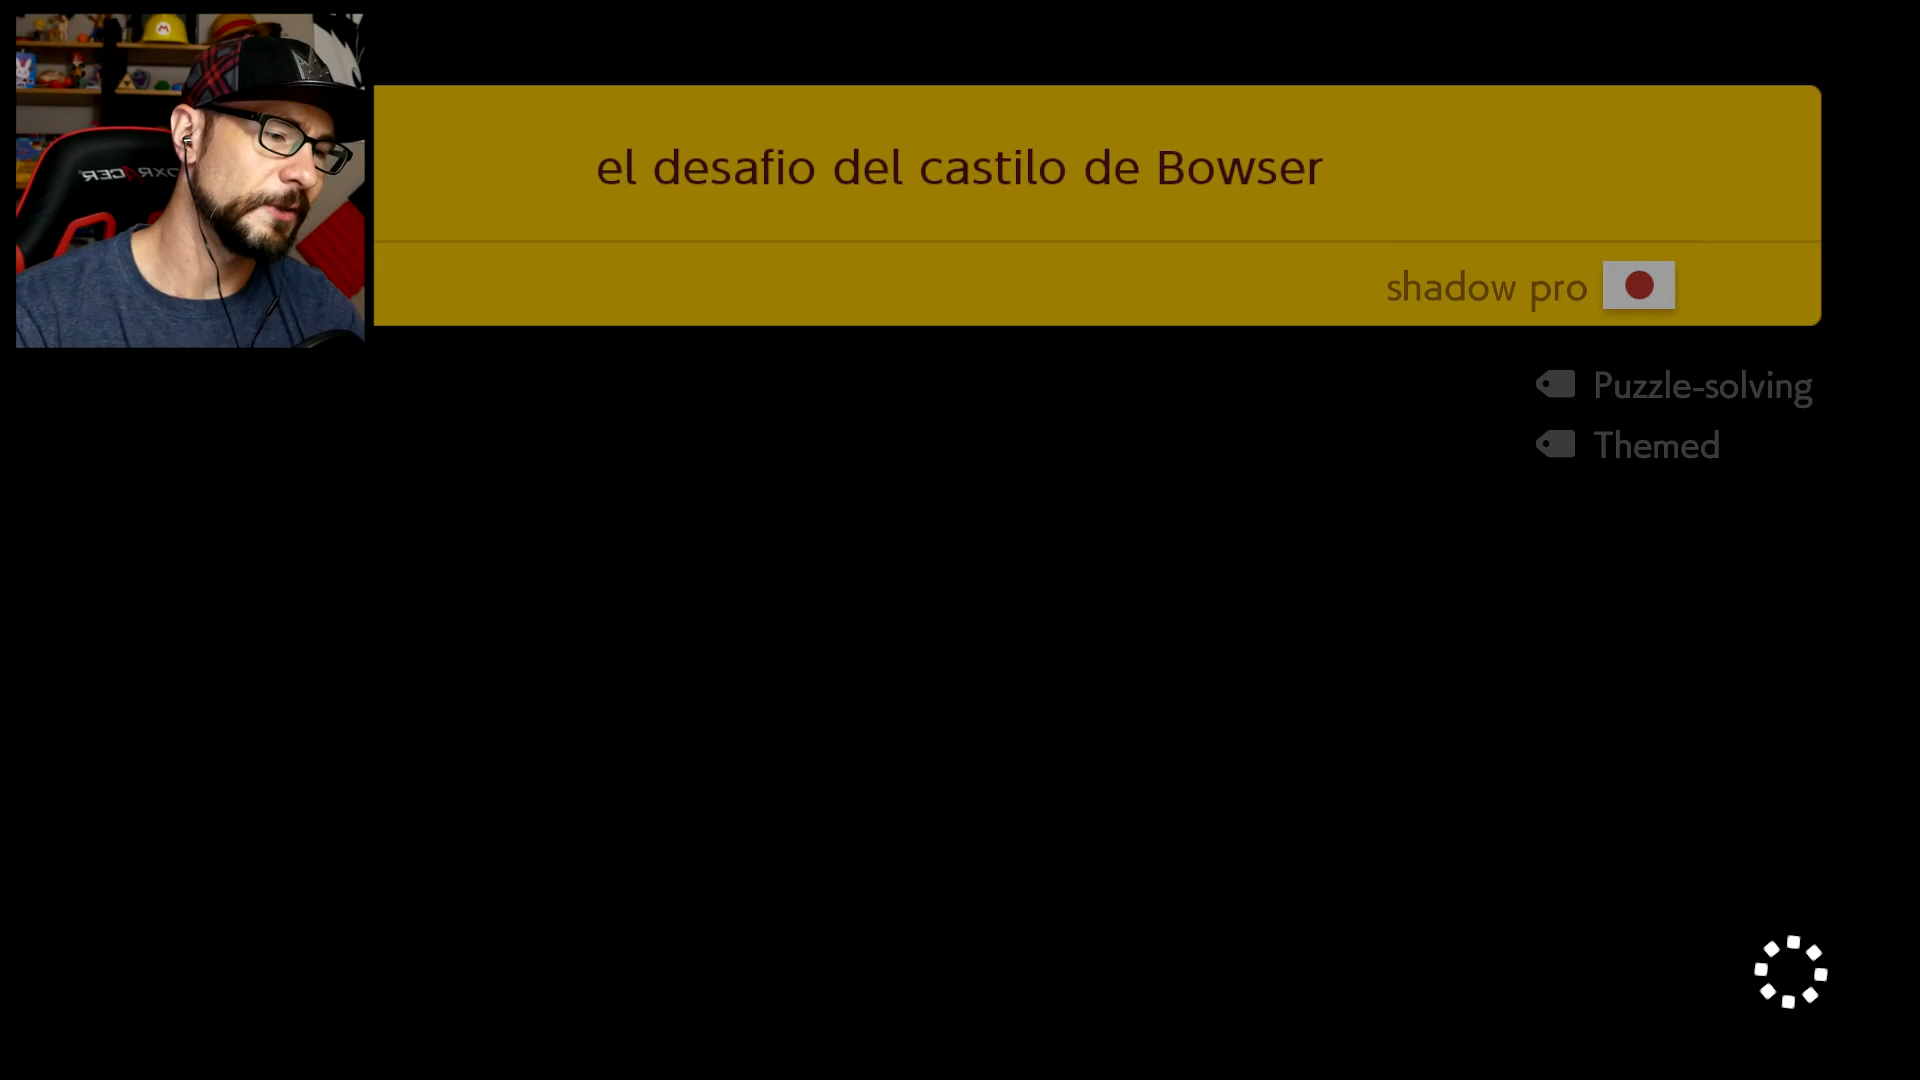 el desafio del castilo de Bowser
shadow pro
Puzzle-solving
Themed